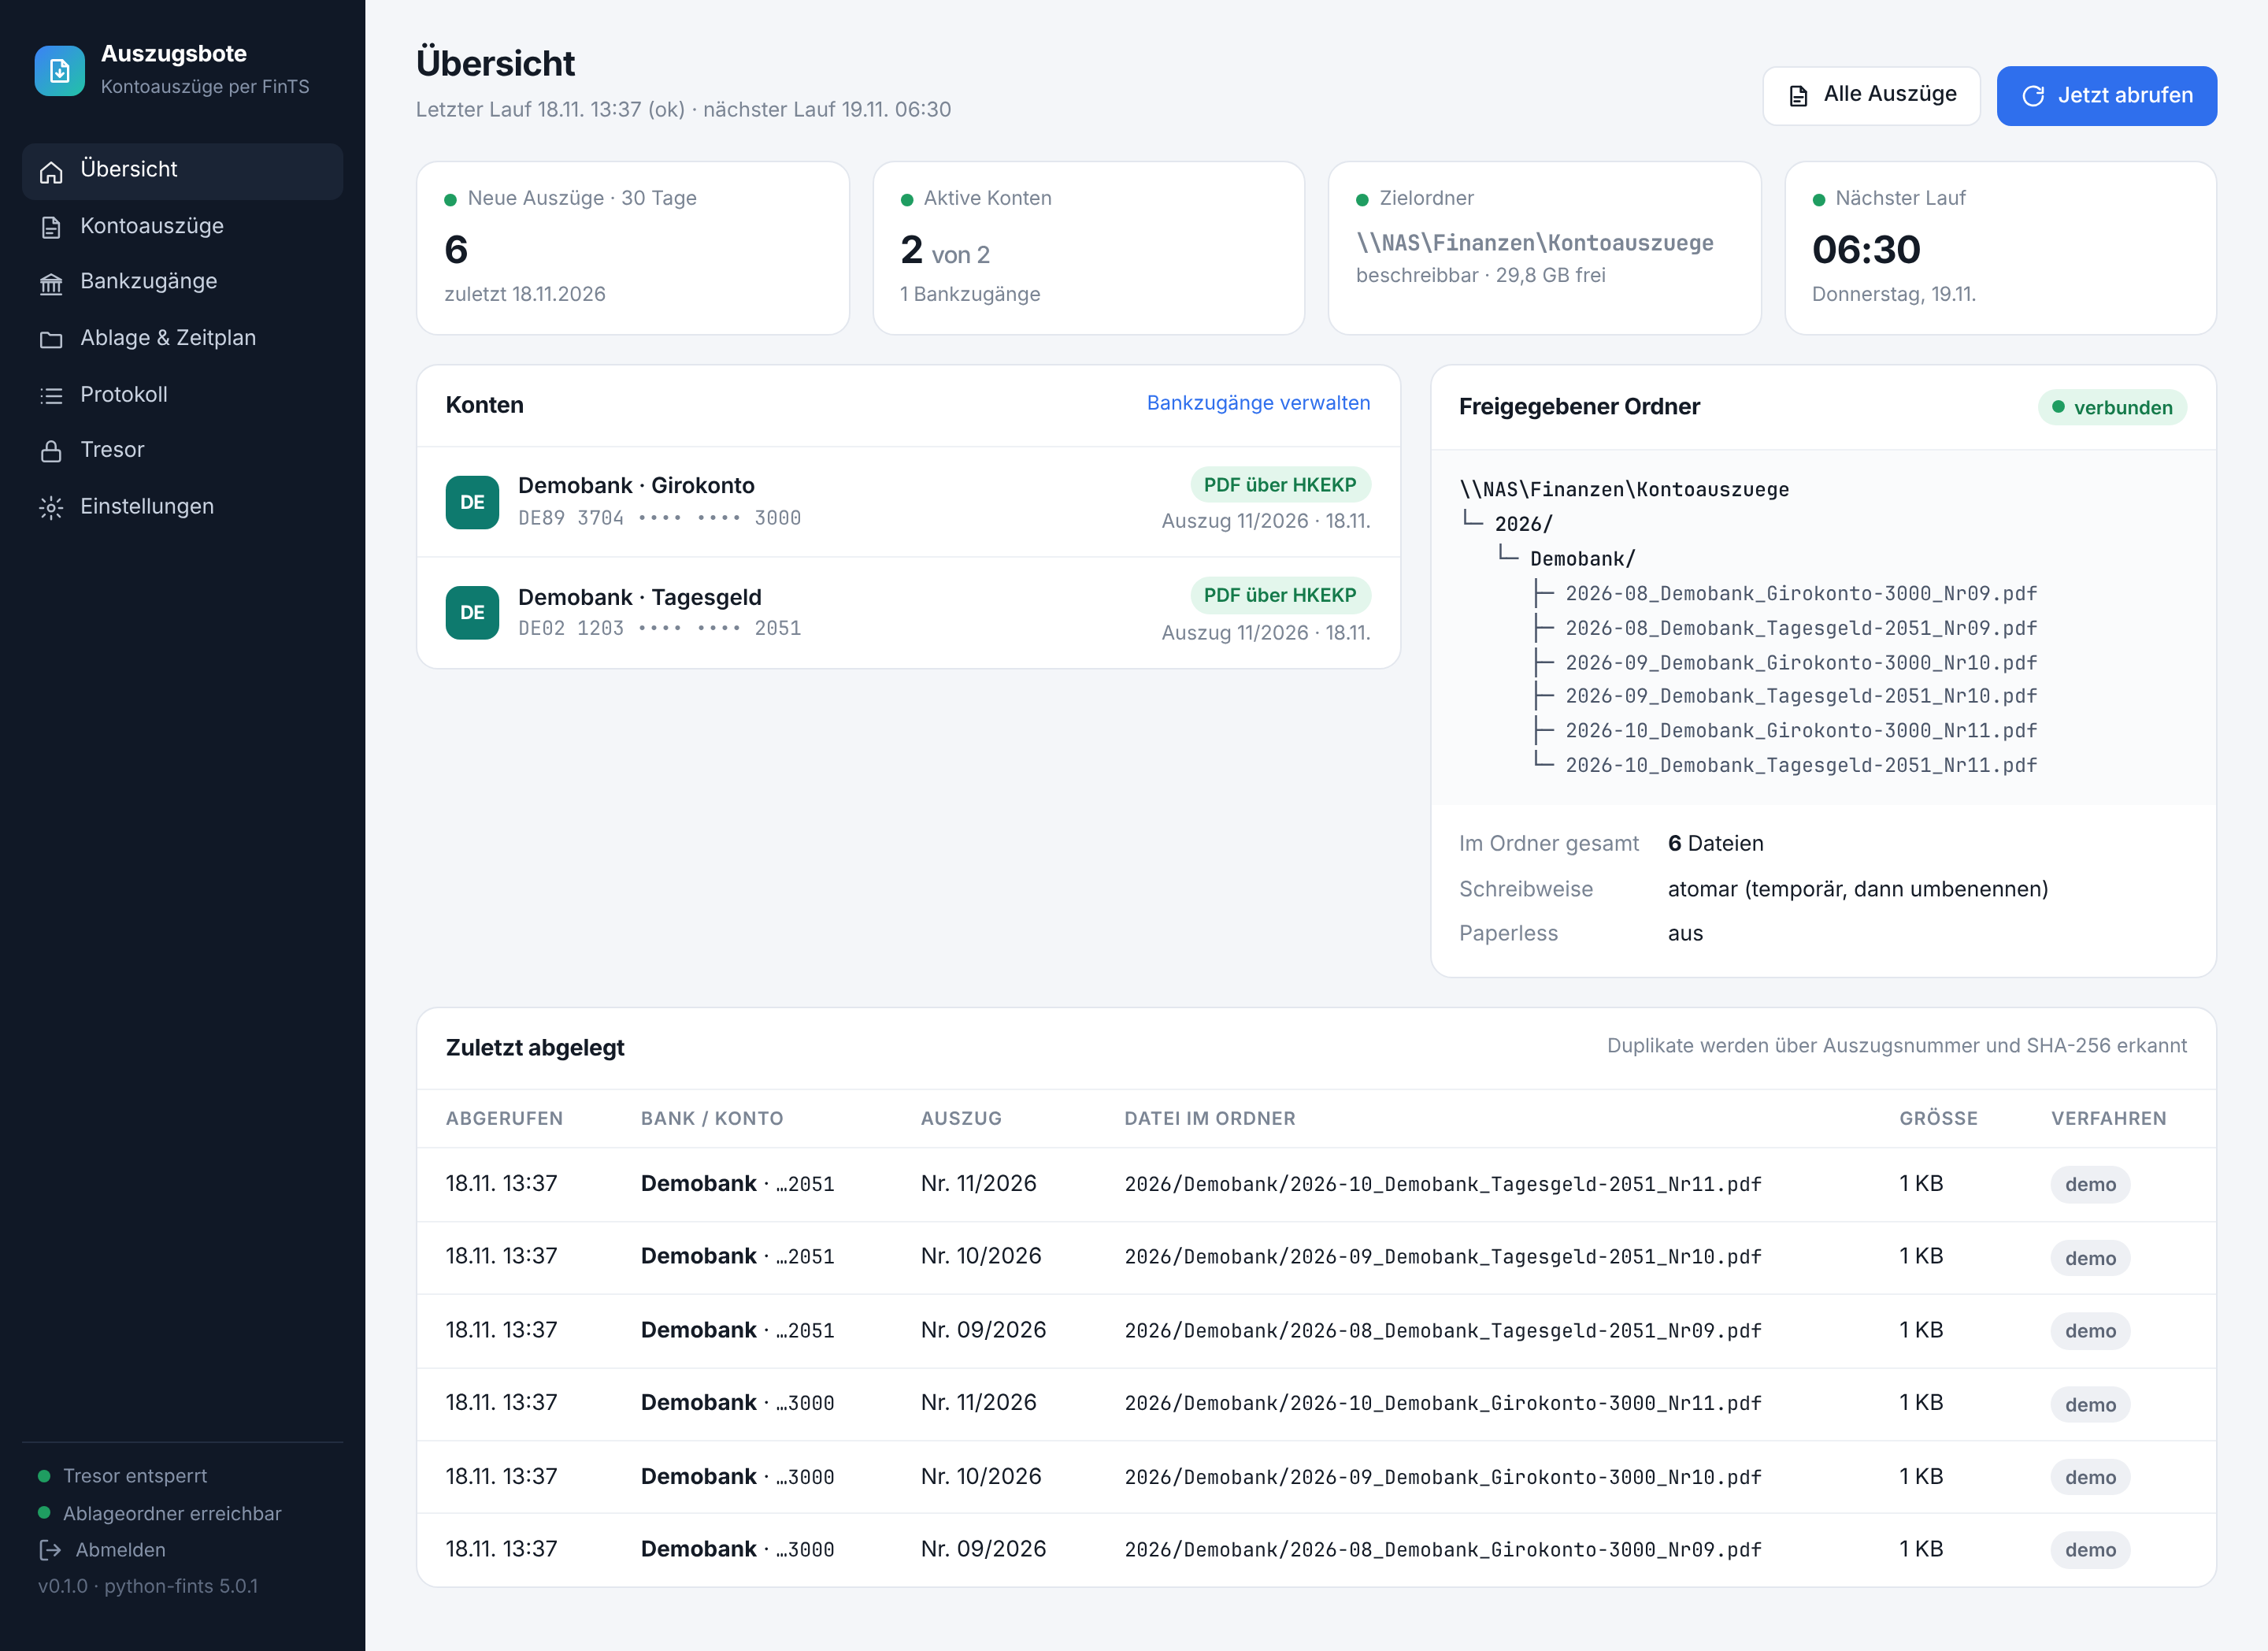 Auszugsbote
Kontoauszüge per FinTS
Übersicht
Kontoauszüge
Bankzugänge
Ablage & Zeitplan
Protokoll
Tresor
Einstellungen
Tresor entsperrt
Ablageordner erreichbar
Abmelden
v0.1.0 · python-fints 5.0.1
Übersicht
Letzter Lauf 18.11. 13:37 (ok) · nächster Lauf 19.11. 06:30
Alle Auszüge
Jetzt abrufen
Neue Auszüge · 30 Tage
6
zuletzt 18.11.2026
Aktive Konten
2 von 2
1 Bankzugänge
Zielordner
\\NAS\Finanzen\Kontoauszuege
beschreibbar · 29,8 GB frei
Nächster Lauf
06:30
Donnerstag, 19.11.
Konten
Bankzugänge verwalten
DE
Demobank · Girokonto
DE89 3704 •••• •••• 3000
PDF über HKEKP
Auszug 11/2026 · 18.11.
DE
Demobank · Tagesgeld
DE02 1203 •••• •••• 2051
PDF über HKEKP
Auszug 11/2026 · 18.11.
Freigegebener Ordner
verbunden
\\NAS\Finanzen\Kontoauszuege
└─ 2026/
└─ Demobank/
├─ 2026-08_Demobank_Girokonto-3000_Nr09.pdf
├─ 2026-08_Demobank_Tagesgeld-2051_Nr09.pdf
├─ 2026-09_Demobank_Girokonto-3000_Nr10.pdf
├─ 2026-09_Demobank_Tagesgeld-2051_Nr10.pdf
├─ 2026-10_Demobank_Girokonto-3000_Nr11.pdf
└─ 2026-10_Demobank_Tagesgeld-2051_Nr11.pdf
Im Ordner gesamt 6 Dateien
Schreibweise atomar (temporär, dann umbenennen)
Paperless aus
Zuletzt abgelegt
Duplikate werden über Auszugsnummer und SHA-256 erkannt
ABGERUFEN BANK / KONTO AUSZUG DATEI IM ORDNER GRÖSSE VERFAHREN
18.11. 13:37 Demobank · …2051 Nr. 11/2026 2026/Demobank/2026-10_Demobank_Tagesgeld-2051_Nr11.pdf 1 KB demo
18.11. 13:37 Demobank · …2051 Nr. 10/2026 2026/Demobank/2026-09_Demobank_Tagesgeld-2051_Nr10.pdf 1 KB demo
18.11. 13:37 Demobank · …2051 Nr. 09/2026 2026/Demobank/2026-08_Demobank_Tagesgeld-2051_Nr09.pdf 1 KB demo
18.11. 13:37 Demobank · …3000 Nr. 11/2026 2026/Demobank/2026-10_Demobank_Girokonto-3000_Nr11.pdf 1 KB demo
18.11. 13:37 Demobank · …3000 Nr. 10/2026 2026/Demobank/2026-09_Demobank_Girokonto-3000_Nr10.pdf 1 KB demo
18.11. 13:37 Demobank · …3000 Nr. 09/2026 2026/Demobank/2026-08_Demobank_Girokonto-3000_Nr09.pdf 1 KB demo